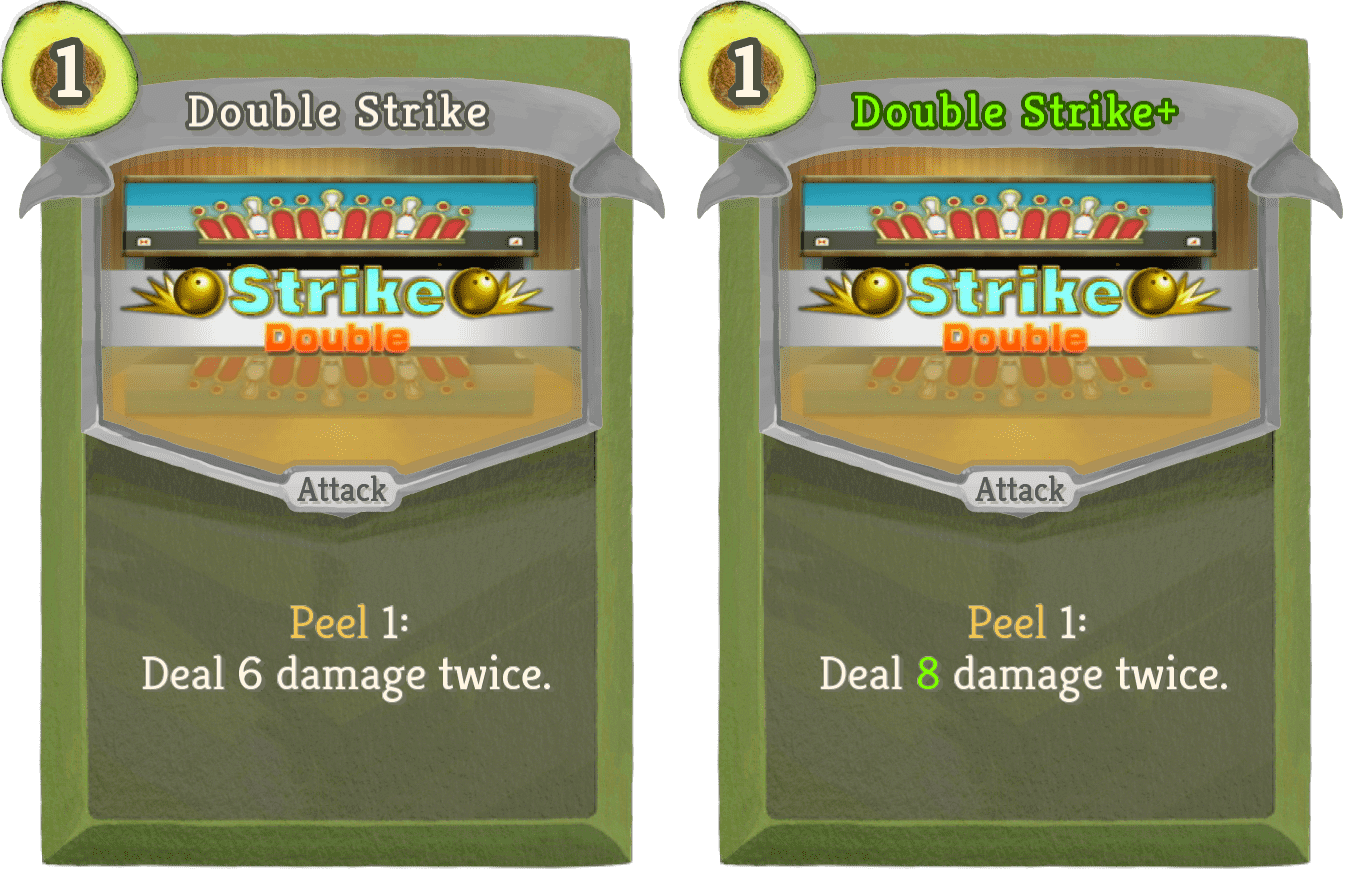 1
Double Strike
Strike
Double
Attack
Peel 1:
Deal 6 damage twice.
1
Double Strike+
Strike
Double
Attack
Peel 1:
Deal 8 damage twice.